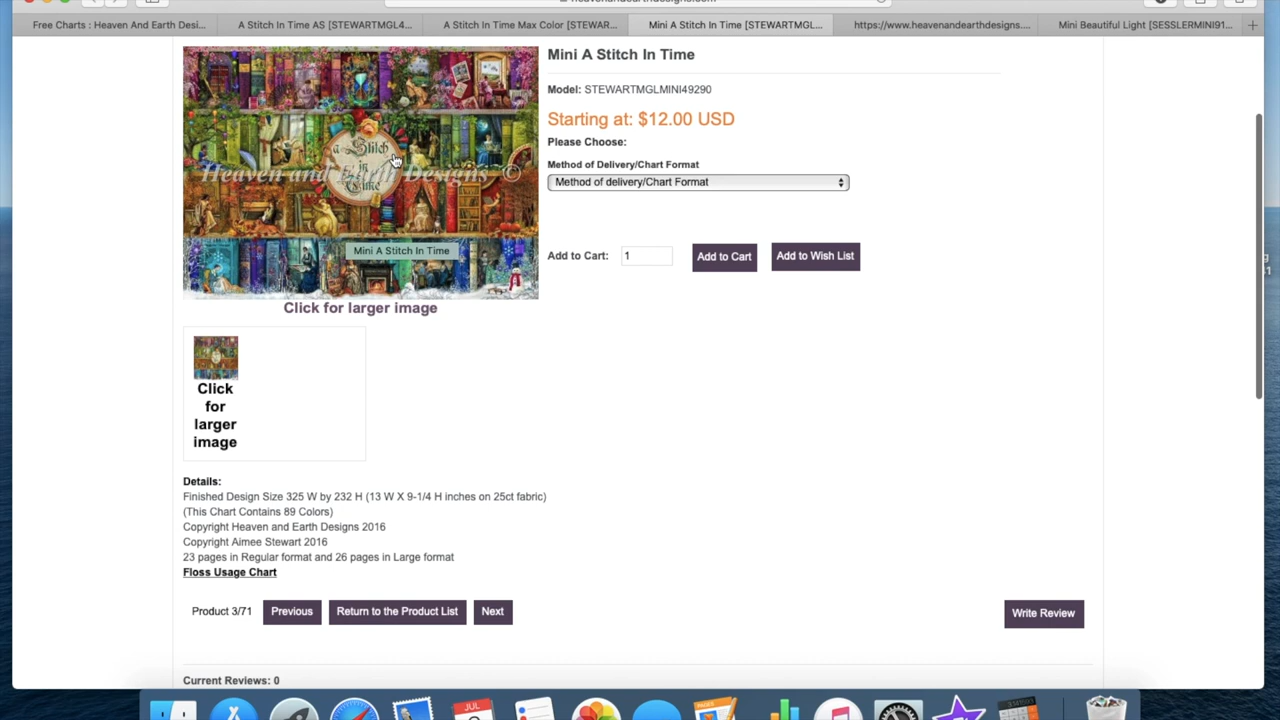 heavenandearthdesigns.com
Free Charts : Heaven And Earth Desi...
A Stitch In Time AS [STEWARTMGL4...
A Stitch In Time Max Color [STEWAR...
Mini A Stitch In Time [STEWARTMGL...
https://www.heavenandearthdesigns....
Mini Beautiful Light [SESSLERMINI91...
Mini A Stitch In Time
Model: STEWARTMGLMINI49290
Starting at: $12.00 USD
Please Choose:
Method of Delivery/Chart Format
Method of delivery/Chart Format
a Stitch
in
Time
Heaven and Earth Designs ©
Mini A Stitch In Time
Add to Cart: 1 Add to Cart Add to Wish List
Click for larger image
Click
for
larger
image
Details:
Finished Design Size 325 W by 232 H (13 W X 9-1/4 H inches on 25ct fabric)
(This Chart Contains 89 Colors)
Copyright Heaven and Earth Designs 2016
Copyright Aimee Stewart 2016
23 pages in Regular format and 26 pages in Large format
Floss Usage Chart
Product 3/71 Previous Return to the Product List Next Write Review
Current Reviews: 0
JUL
PAGES